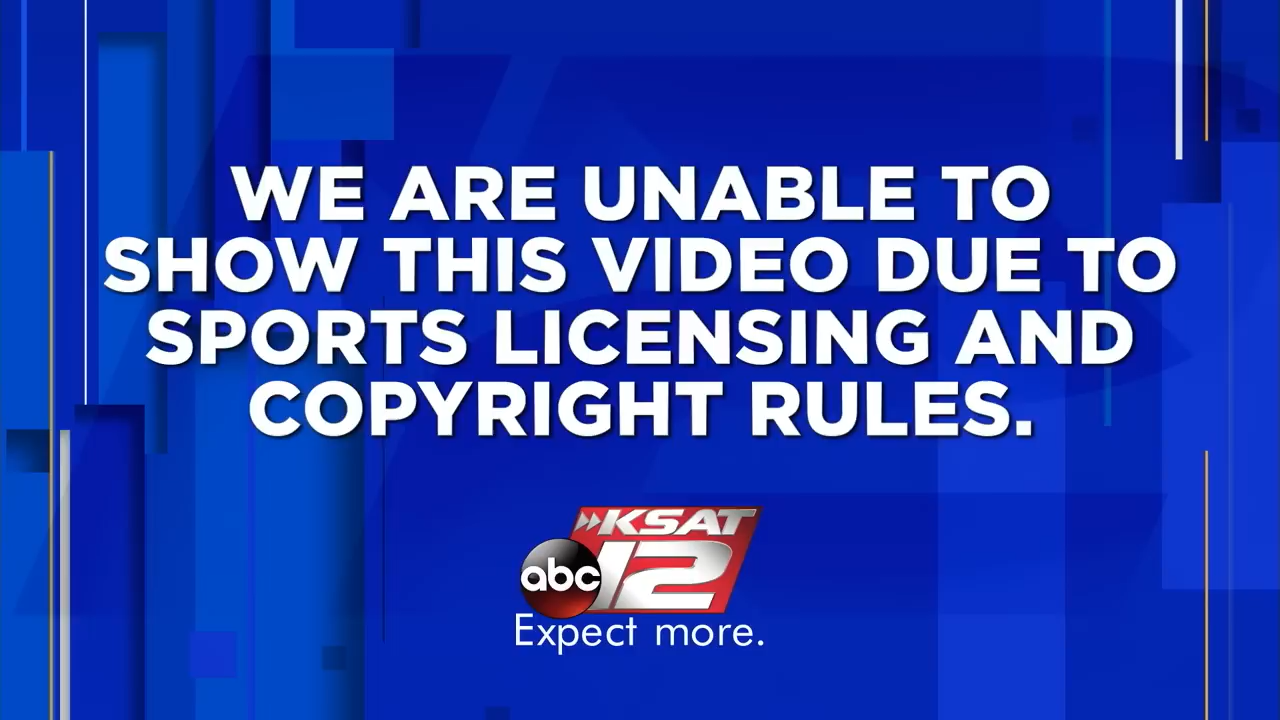 WE ARE UNABLE TO
SHOW THIS VIDEO DUE TO
SPORTS LICENSING AND
COPYRIGHT RULES.
KSAT
abc 12
Expect more.